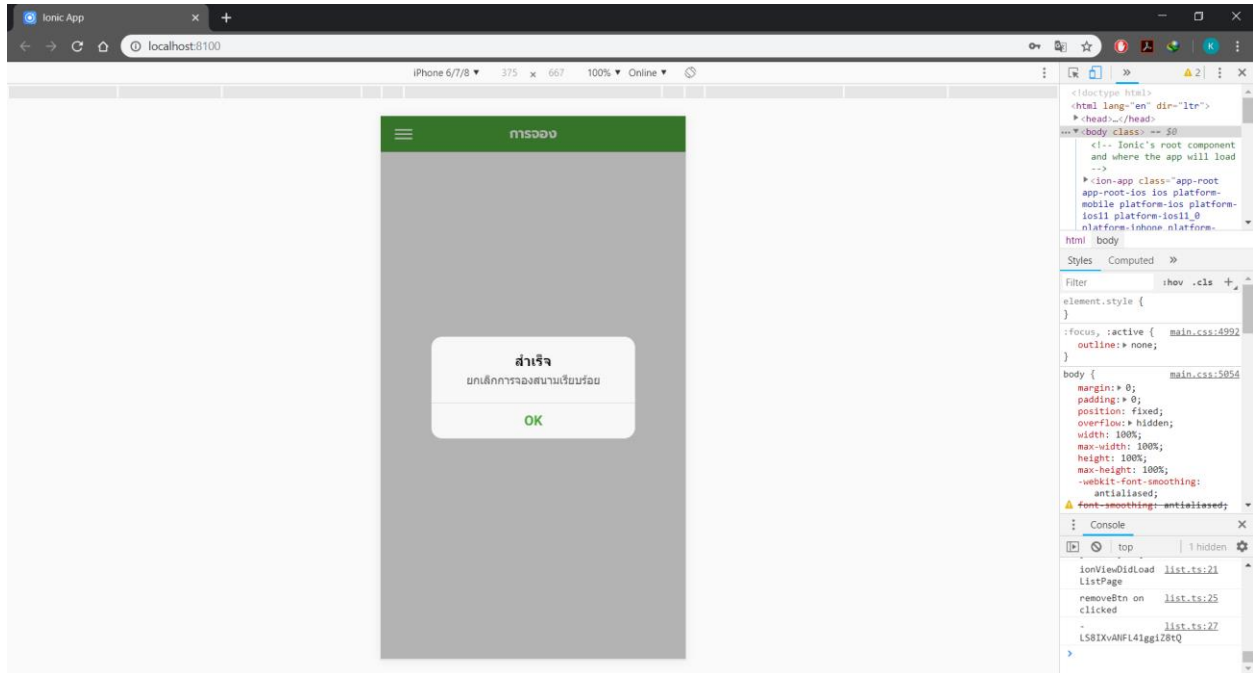 Ionic App
localhost:8100
K
iPhone 6/7/8 ▼ 375 x 667 100% ▼ Online ▼
การจอง
สำเร็จ
ยกเลิกการจองสนามเรียบร้อย
OK
» 2
<!doctype html>
<html lang="en" dir="ltr">
<head>…</head>
<body class> == $0
<!-- Ionic's root component
and where the app will load
-->
<ion-app class="app-root
app-root-ios ios platform-
mobile platform-ios platform-
ios11 platform-ios11_0
platform-iphone platform-
html body
Styles Computed »
Filter :hov .cls +
element.style {
}
:focus, :active { main.css:4992
outline: none;
}
body { main.css:5054
margin: 0;
padding: 0;
position: fixed;
overflow: hidden;
width: 100%;
max-width: 100%;
height: 100%;
max-height: 100%;
-webkit-font-smoothing:
antialiased;
font-smoothing: antialiased;
Console
top 1 hidden
ionViewDidLoad list.ts:21
ListPage
removeBtn on list.ts:25
clicked
- list.ts:27